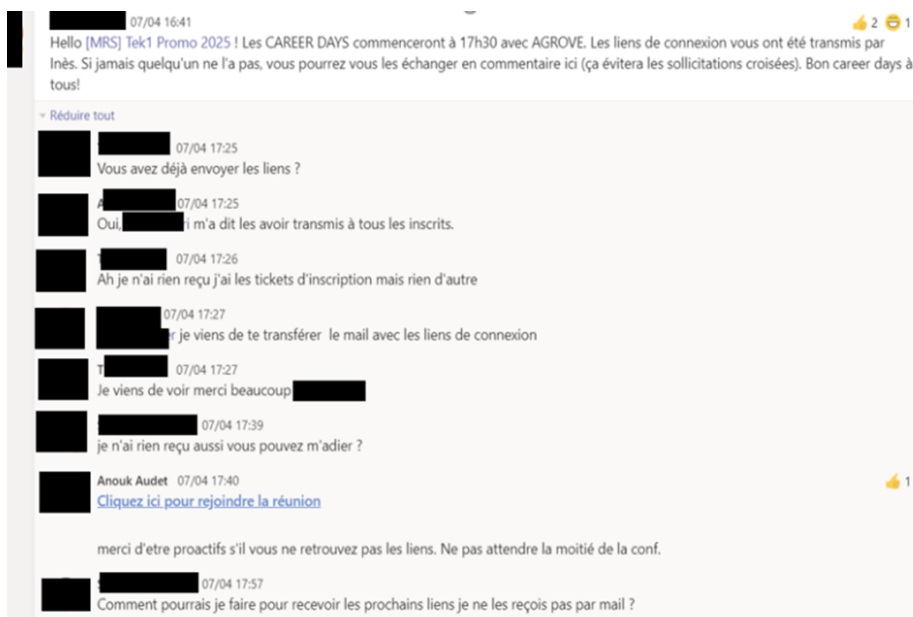 07/04 16:41
2 1
Hello [MRS] Tek1 Promo 2025 ! Les CAREER DAYS commenceront à 17h30 avec AGROVE. Les liens de connexion vous ont été transmis par
Inès. Si jamais quelqu'un ne l'a pas, vous pourrez vous les échanger en commentaire ici (ça évitera les sollicitations croisées). Bon career days à
tous!
Réduire tout
07/04 17:25
Vous avez déjà envoyer les liens ?
A 07/04 17:25
Oui, i m'a dit les avoir transmis à tous les inscrits.
07/04 17:26
Ah je n'ai rien reçu j'ai les tickets d'inscription mais rien d'autre
07/04 17:27
r je viens de te transférer le mail avec les liens de connexion
T 07/04 17:27
Je viens de voir merci beaucoup
07/04 17:39
je n'ai rien reçu aussi vous pouvez m'adier ?
Anouk Audet 07/04 17:40
1
Cliquez ici pour rejoindre la réunion
merci d'etre proactifs s'il vous ne retrouvez pas les liens. Ne pas attendre la moitié de la conf.
07/04 17:57
Comment pourrais je faire pour recevoir les prochains liens je ne les reçois pas par mail ?